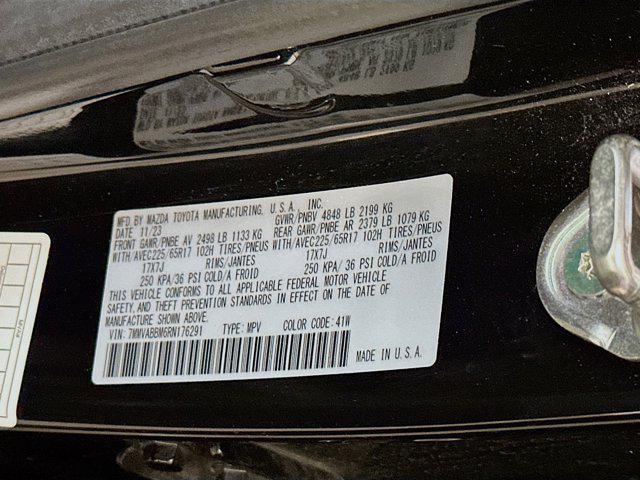 MFD BY MAZDA TOYOTA MANUFACTURING, U.S.A., INC.
DATE 11/23 GVWR/PNBV 4848 LB 2199 KG
FRONT GAWR/PNBE AV 2498 LB 1133 KG REAR GAWR/PNBE AR 2379 LB 1079 KG
WITH/AVEC225/65R17 102H TIRES/PNEUS WITH/AVEC225/65R17 102H TIRES/PNEUS
17X7J RIMS/JANTES 17X7J RIMS/JANTES
250 KPA/36 PSI COLD/A FROID 250 KPA/36 PSI COLD/A FROID
THIS VEHICLE CONFORMS TO ALL APPLICABLE FEDERAL MOTOR VEHICLE
SAFETY, AND THEFT PREVENTION STANDARDS IN EFFECT ON THE DATE OF
MANUFACTURE SHOWN ABOVE.
VIN: 7MMVABBM6RN176291 TYPE: MPV COLOR CODE: 41W
MADE IN U.S.A.